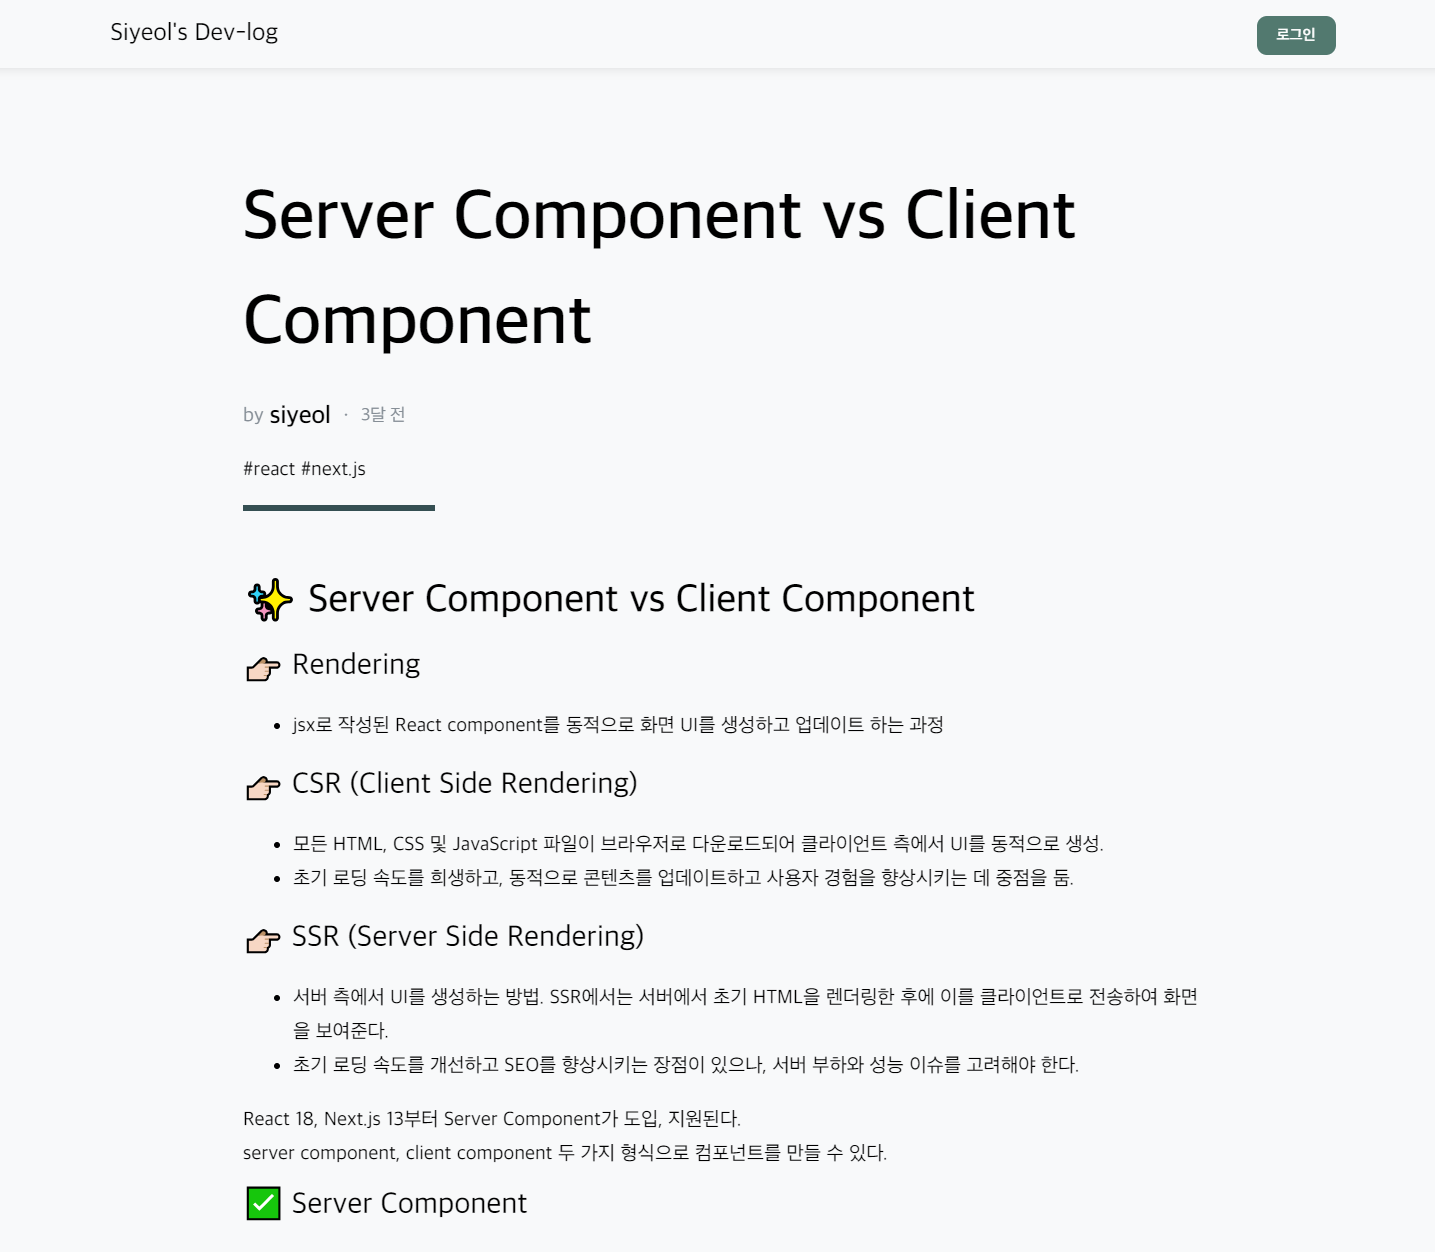 Siyeol's Dev-log
로그인
Server Component vs Client
Component
by siyeol · 3달 전
#react #next.js
Server Component vs Client Component
Rendering
jsx로 작성된 React component를 동적으로 화면 UI를 생성하고 업데이트 하는 과정
CSR (Client Side Rendering)
모든 HTML, CSS 및 JavaScript 파일이 브라우저로 다운로드되어 클라이언트 측에서 UI를 동적으로 생성.
초기 로딩 속도를 희생하고, 동적으로 콘텐츠를 업데이트하고 사용자 경험을 향상시키는 데 중점을 둠.
SSR (Server Side Rendering)
서버 측에서 UI를 생성하는 방법. SSR에서는 서버에서 초기 HTML을 렌더링한 후에 이를 클라이언트로 전송하여 화면
을 보여준다.
초기 로딩 속도를 개선하고 SEO를 향상시키는 장점이 있으나, 서버 부하와 성능 이슈를 고려해야 한다.
React 18, Next.js 13부터 Server Component가 도입, 지원된다.
server component, client component 두 가지 형식으로 컴포넌트를 만들 수 있다.
Server Component